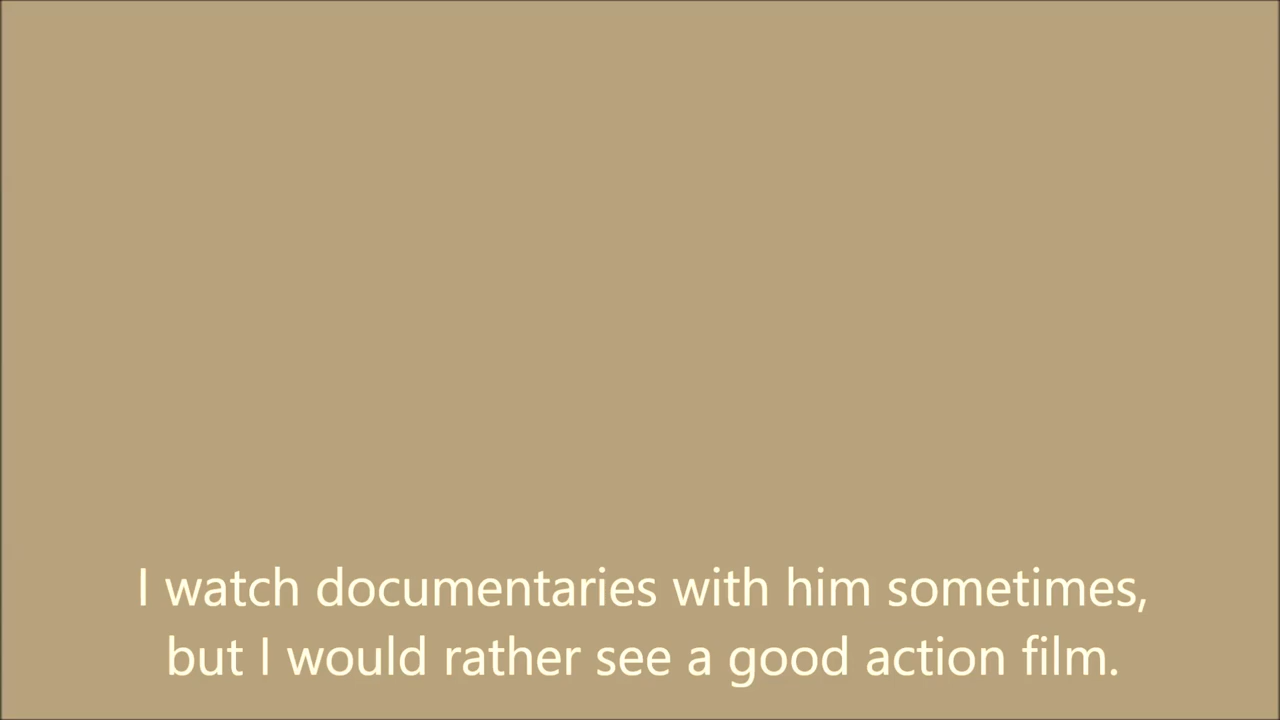 I watch documentaries with him sometimes,
but I would rather see a good action film.